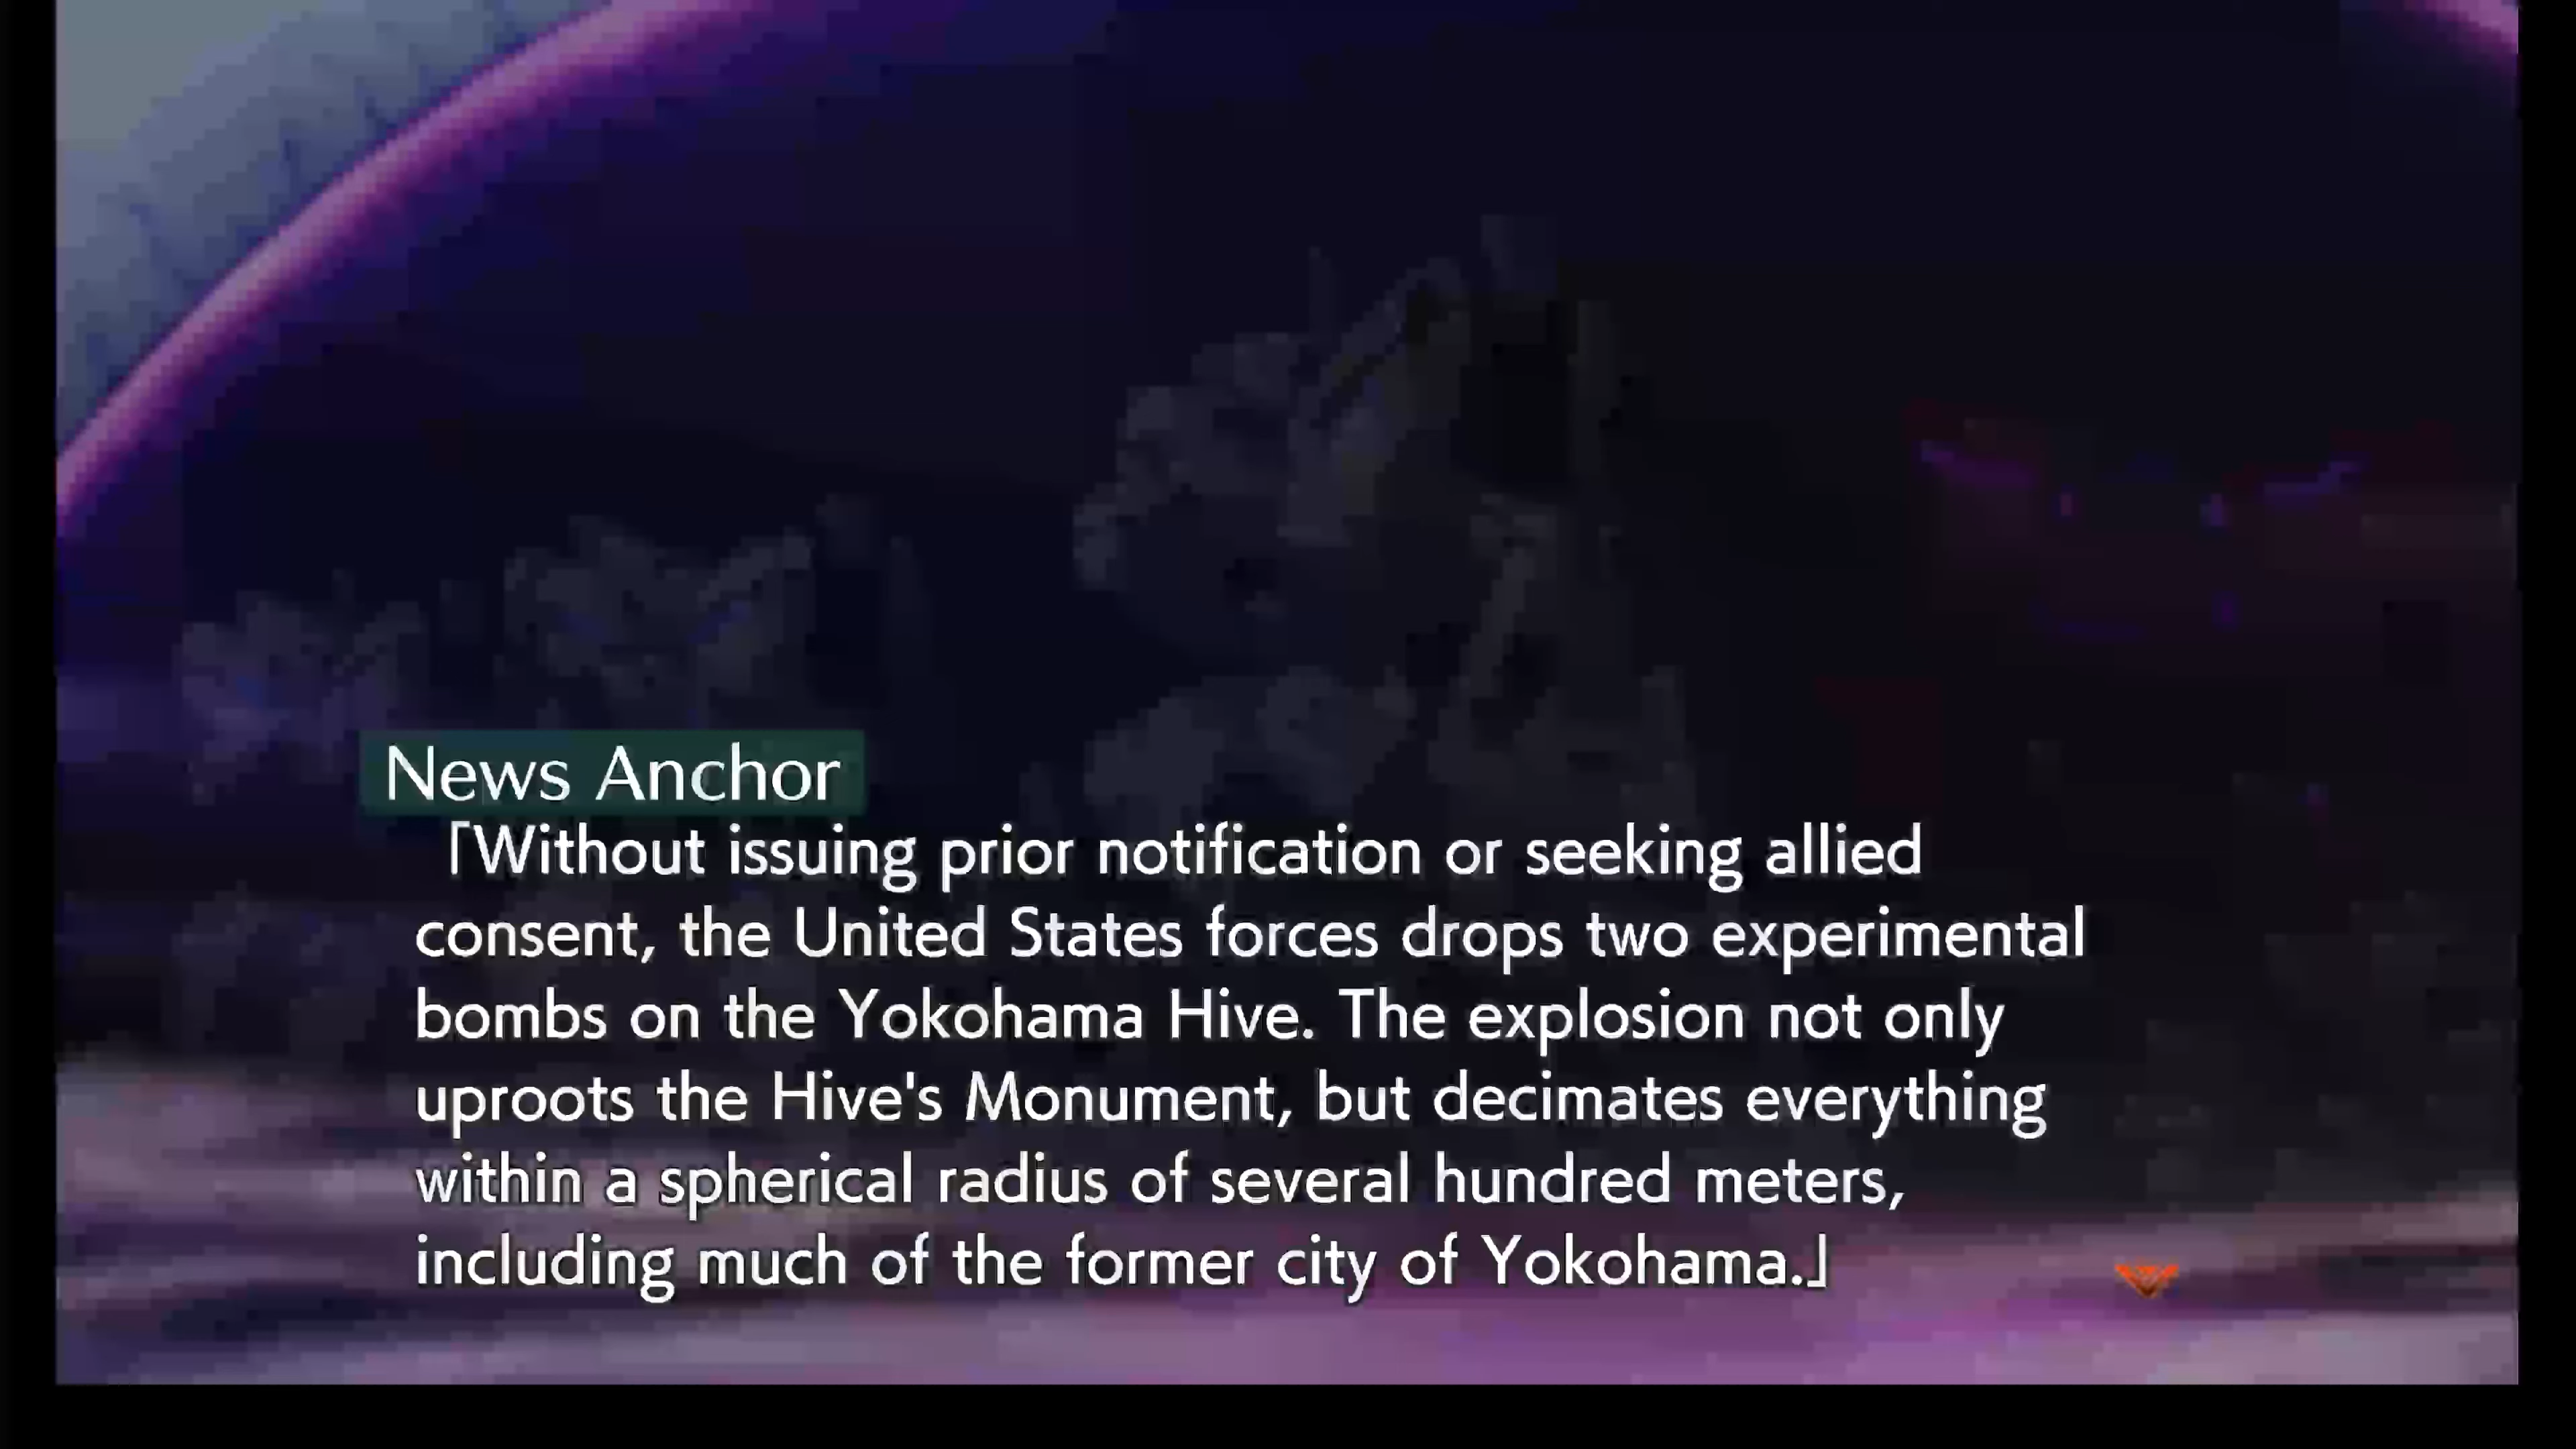 News Anchor
「Without issuing prior notification or seeking allied
consent, the United States forces drops two experimental
bombs on the Yokohama Hive. The explosion not only
uproots the Hive's Monument, but decimates everything
within a spherical radius of several hundred meters,
including much of the former city of Yokohama.」